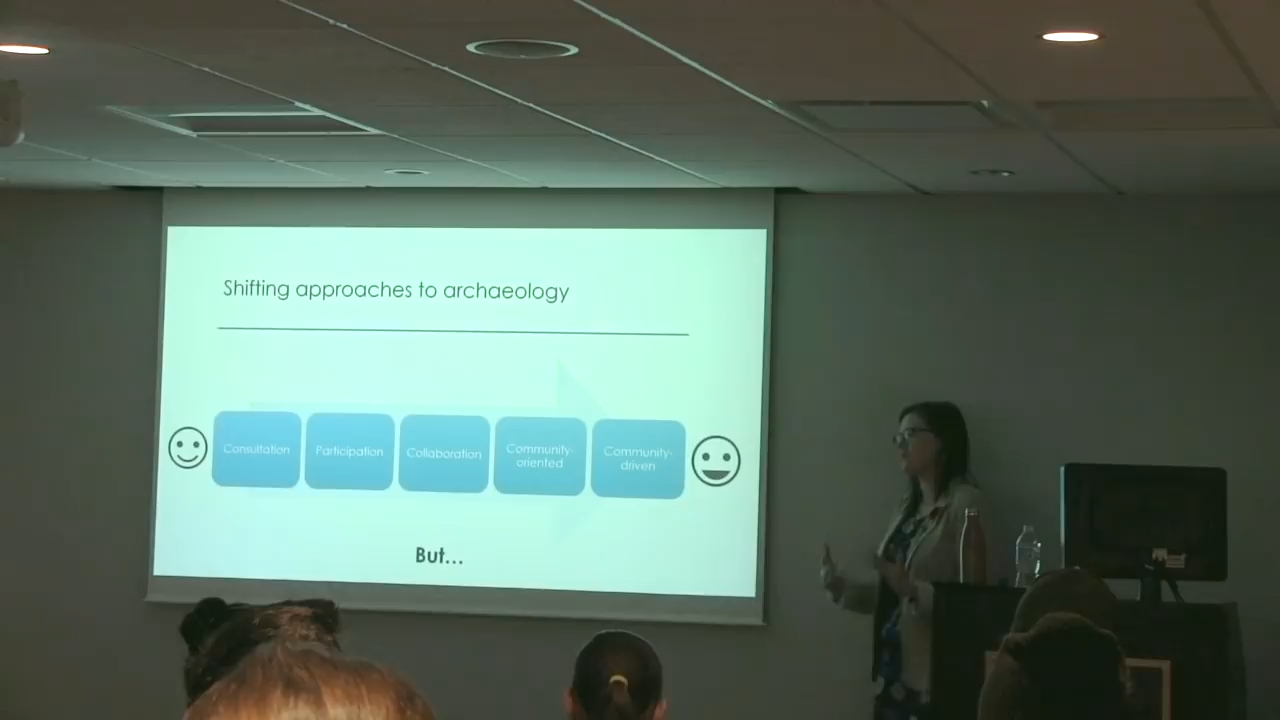 Shifting approaches to archaeology
Consultation
Participation
Collaboration
Community-
oriented
Community-
driven
But...